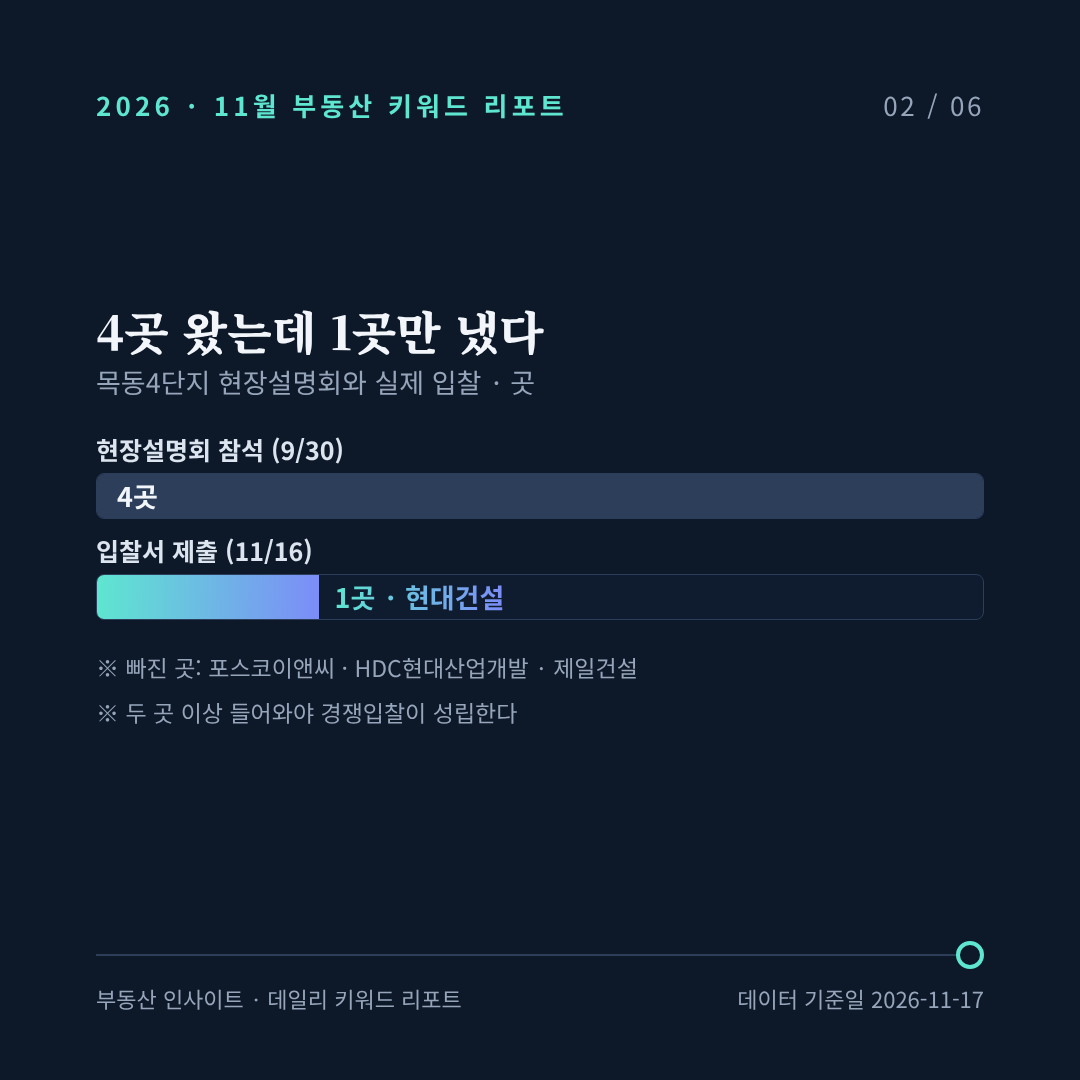 2026 · 11월 부동산 키워드 리포트
02 / 06
4곳 왔는데 1곳만 냈다
목동4단지 현장설명회와 실제 입찰 · 곳
현장설명회 참석 (9/30)
4곳
입찰서 제출 (11/16)
1곳 · 현대건설
※ 빠진 곳: 포스코이앤씨 · HDC현대산업개발 · 제일건설
※ 두 곳 이상 들어와야 경쟁입찰이 성립한다
부동산 인사이트 · 데일리 키워드 리포트
데이터 기준일 2026-11-17